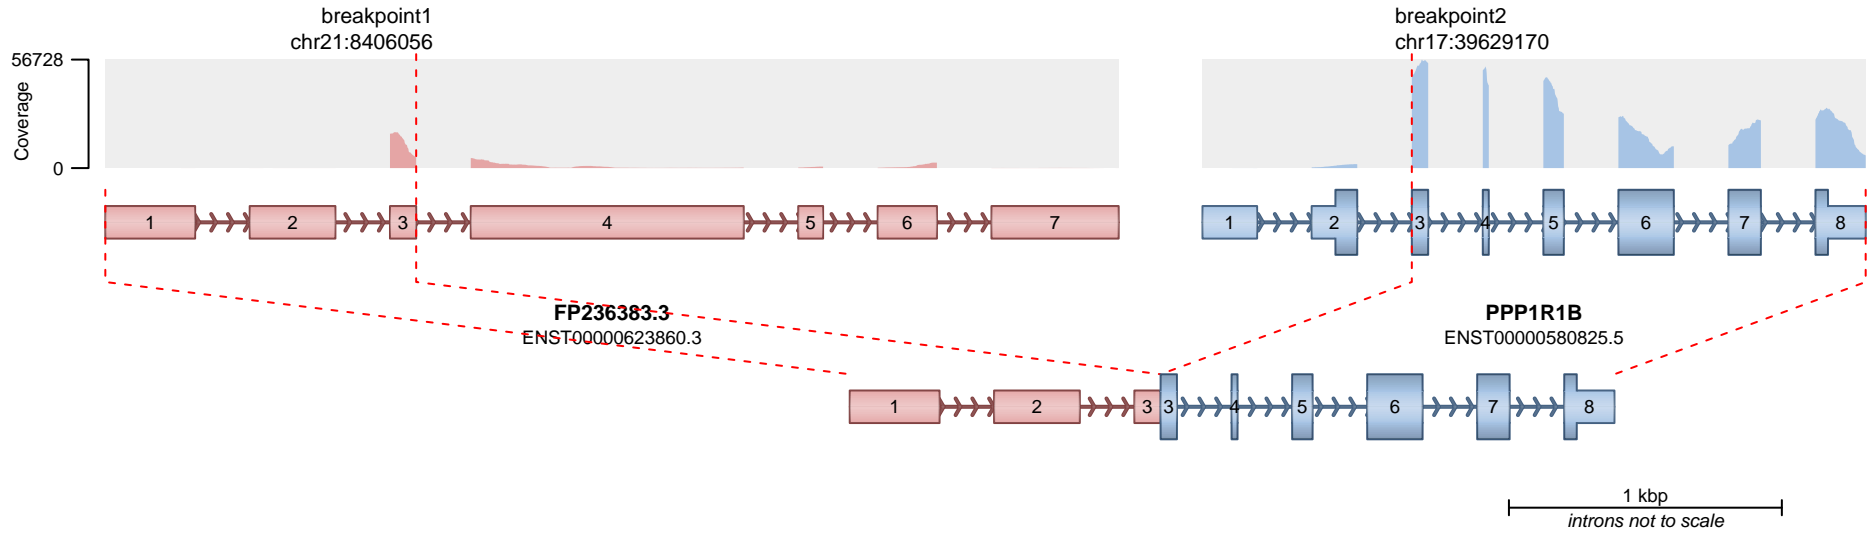 breakpoint1
chr21:8406056
breakpoint2
chr17:39629170
56728
Coverage
0
1 2 3 4 5 6 7
1 2 3 4 5 6 7 8
FP236383.3
ENST00000623860.3
PPP1R1B
ENST00000580825.5
1 2 3 3 4 5 6 7 8
1 kbp
introns not to scale